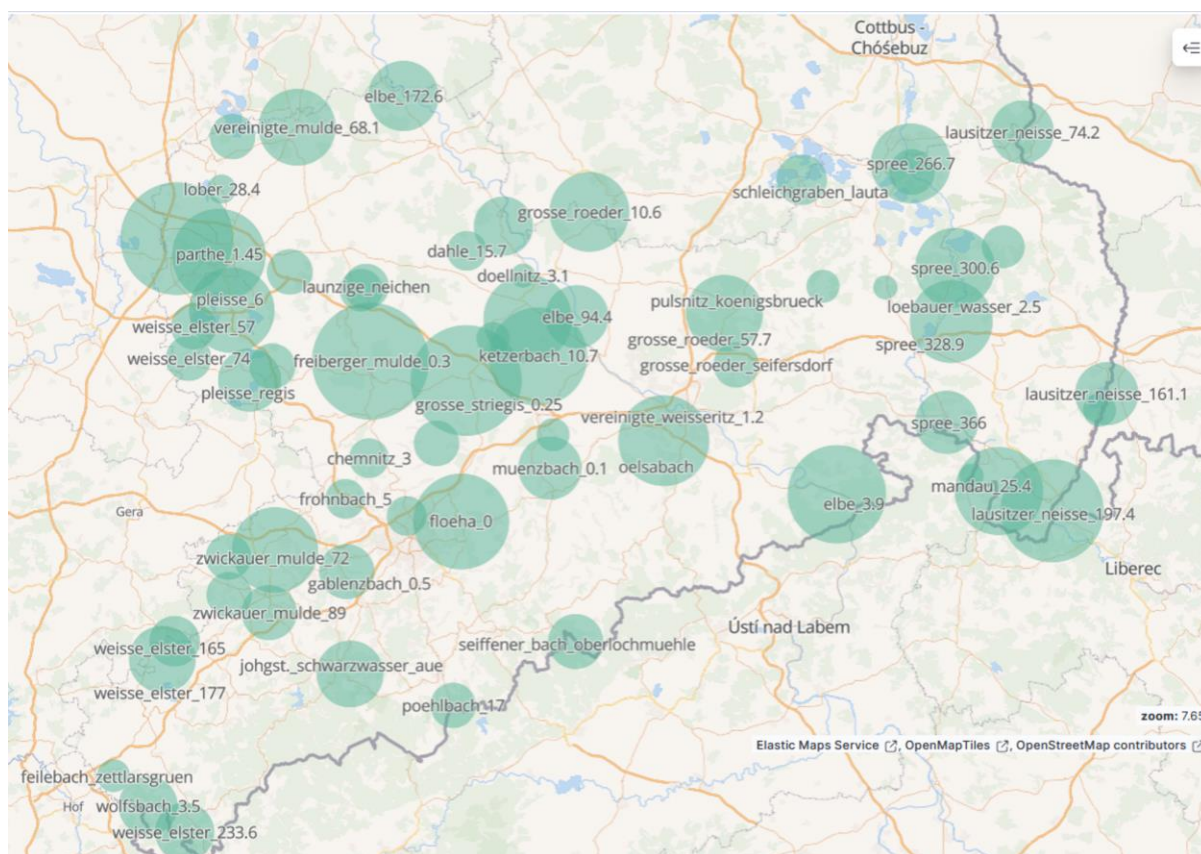 Cottbus -
Chóśebuz
elbe_172.6
vereinigte_mulde_68.1
lausitzer_neisse_74.2
spree_266.7
lober_28.4
schleichgraben_lauta
grosse_roeder_10.6
dahle_15.7
parthe_1.45
spree_300.6
doellnitz_3.1
launzige_neichen
pleisse_6
pulsnitz_koenigsbrueck
loebauer_wasser_2.5
elbe_94.4
weisse_elster_57
grosse_roeder_57.7
spree_328.9
ketzerbach_10.7
weisse_elster_74
freiberger_mulde_0.3
grosse_roeder_seifersdorf
pleisse_regis
lausitzer_neisse_161.1
grosse_striegis_0.25
vereinigte_weisseritz_1.2
spree_366
chemnitz_3
muenzbach_0.1
oelsabach
mandau_25.4
frohnbach_5
elbe_3.9
Gera
lausitzer_neisse_197.4
floeha_0
zwickauer_mulde_72
Liberec
gablenzbach_0.5
zwickauer_mulde_89
Ústí nad Labem
weisse_elster_165
seiffener_bach_oberlochmuehle
johgst._schwarzwasser_aue
weisse_elster_177
poehlbach_17
zoom: 7.65
Elastic Maps Service, OpenMapTiles, OpenStreetMap contributors
feilebach_zettlarsgruen
Hof
wolfsbach_3.5
weisse_elster_233.6